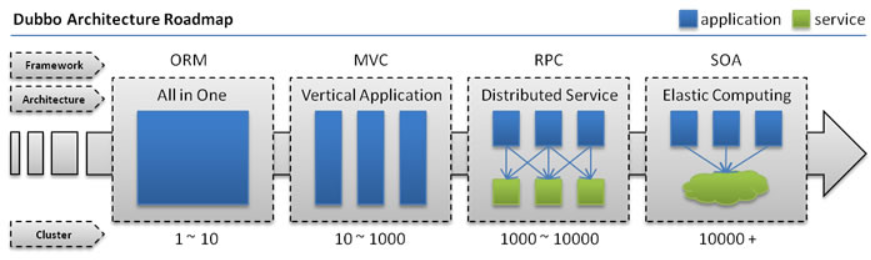 Dubbo Architecture Roadmap
application
service
Framework
ORM
MVC
RPC
SOA
Architecture
All in One
Vertical Application
Distributed Service
Elastic Computing
Cluster
1 ~ 10
10 ~ 1000
1000 ~ 10000
10000 +